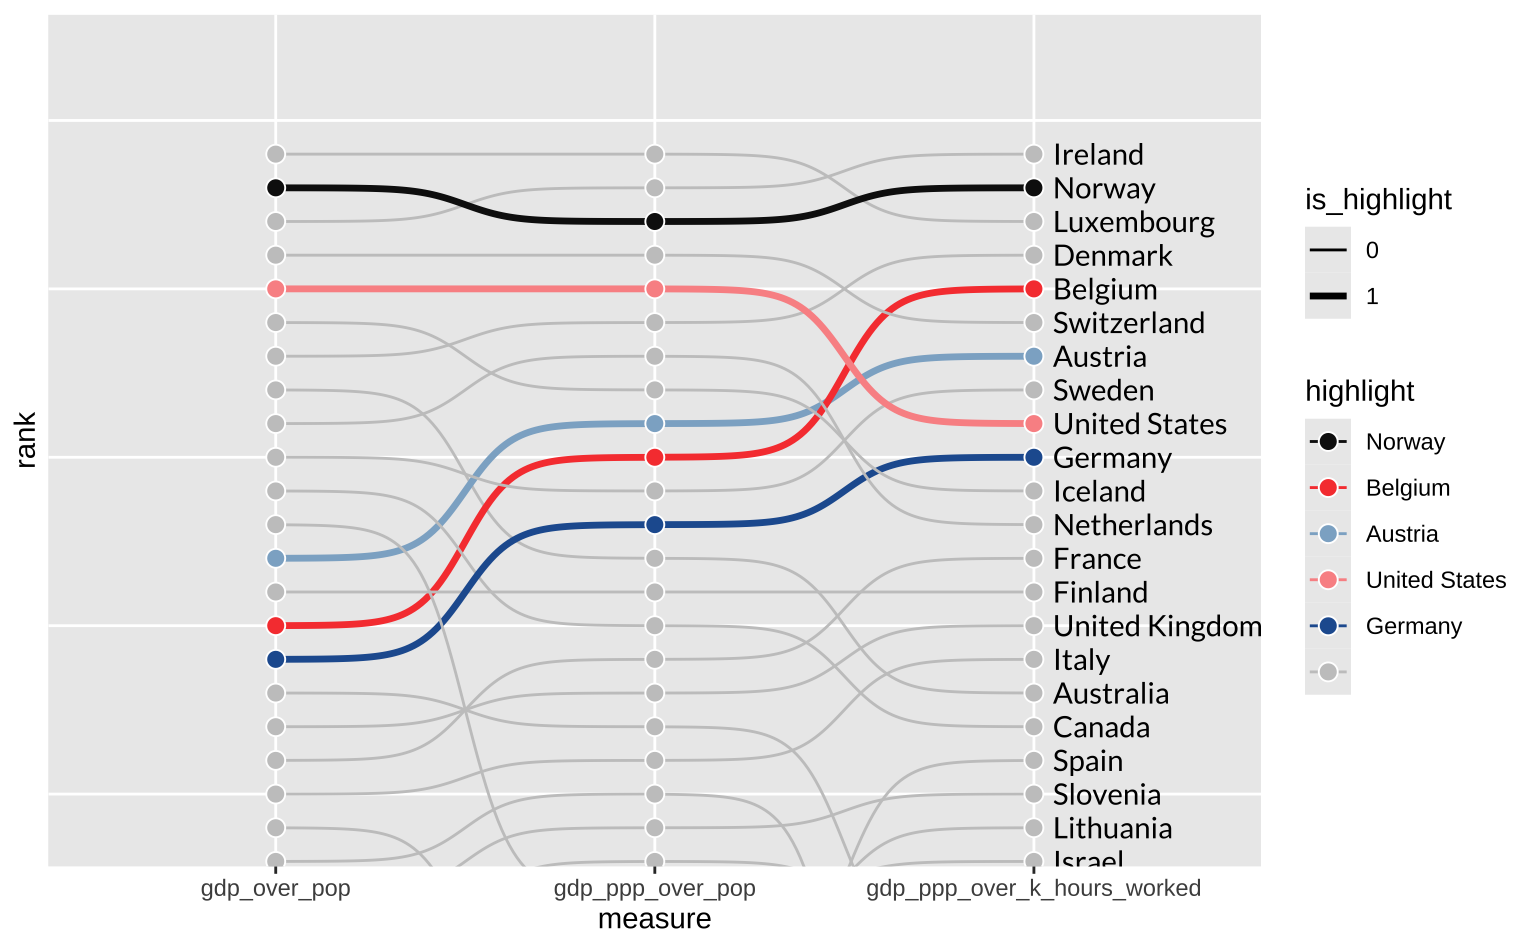 Ireland
Norway
Luxembourg
Denmark
Belgium
Switzerland
Austria
Sweden
United States
Germany
Iceland
Netherlands
France
Finland
United Kingdom
Italy
Australia
Canada
Spain
Slovenia
Lithuania
Israel
rank
gdp_over_pop
gdp_ppp_over_pop
gdp_ppp_over_k_hours_worked
measure
is_highlight
0
1
highlight
Norway
Belgium
Austria
United States
Germany